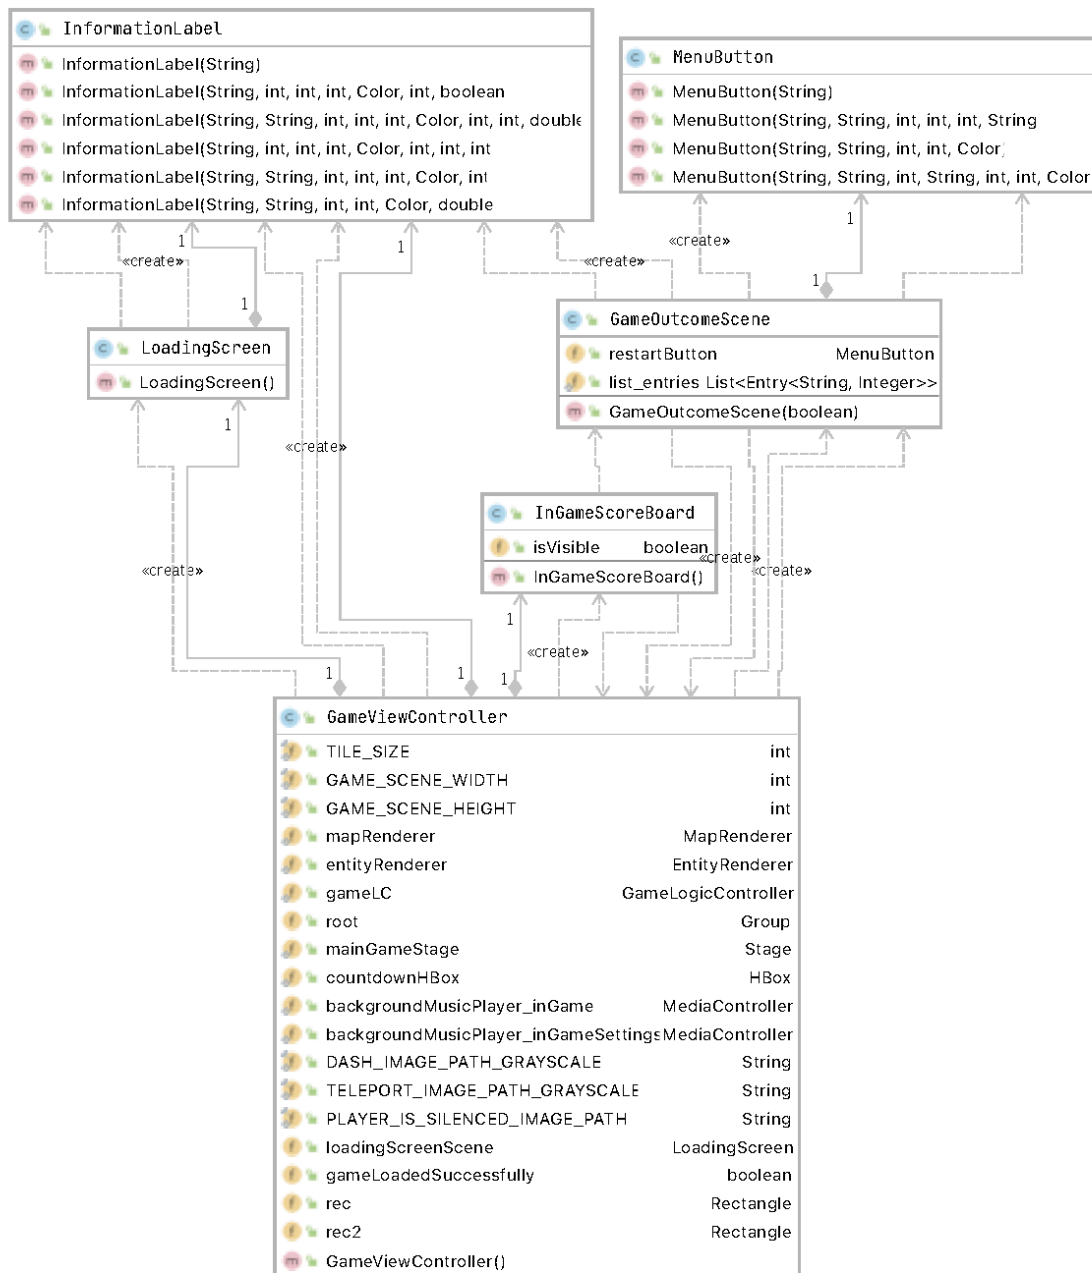 InformationLabel
InformationLabel(String)
InformationLabel(String, int, int, int, Color, int, boolean
InformationLabel(String, String, int, int, int, Color, int, int, double
InformationLabel(String, int, int, int, Color, int, int, int
InformationLabel(String, String, int, int, int, Color, int
InformationLabel(String, String, int, int, Color, double
MenuButton
MenuButton(String)
MenuButton(String, String, int, int, int, String
MenuButton(String, String, int, int, Color)
MenuButton(String, String, int, String, int, int, Color
1
1
«create»
1
1
«create»
«create»
1
1
LoadingScreen
LoadingScreen()
GameOutcomeScene
restartButton MenuButton
list_entries List<Entry<String, Integer>>
GameOutcomeScene(boolean)
1
«create»
InGameScoreBoard
isVisible boolean
InGameScoreBoard()
«create»
«create»
«create»
1
«create»
1
1
1
GameViewController
TILE_SIZE int
GAME_SCENE_WIDTH int
GAME_SCENE_HEIGHT int
mapRenderer MapRenderer
entityRenderer EntityRenderer
gameLC GameLogicController
root Group
mainGameStage Stage
countdownHBox HBox
backgroundMusicPlayer_inGame MediaController
backgroundMusicPlayer_inGameSettings MediaController
DASH_IMAGE_PATH_GRAYSCALE String
TELEPORT_IMAGE_PATH_GRAYSCALE String
PLAYER_IS_SILENCED_IMAGE_PATH String
loadingScreenScene LoadingScreen
gameLoadedSuccessfully boolean
rec Rectangle
rec2 Rectangle
GameViewController()